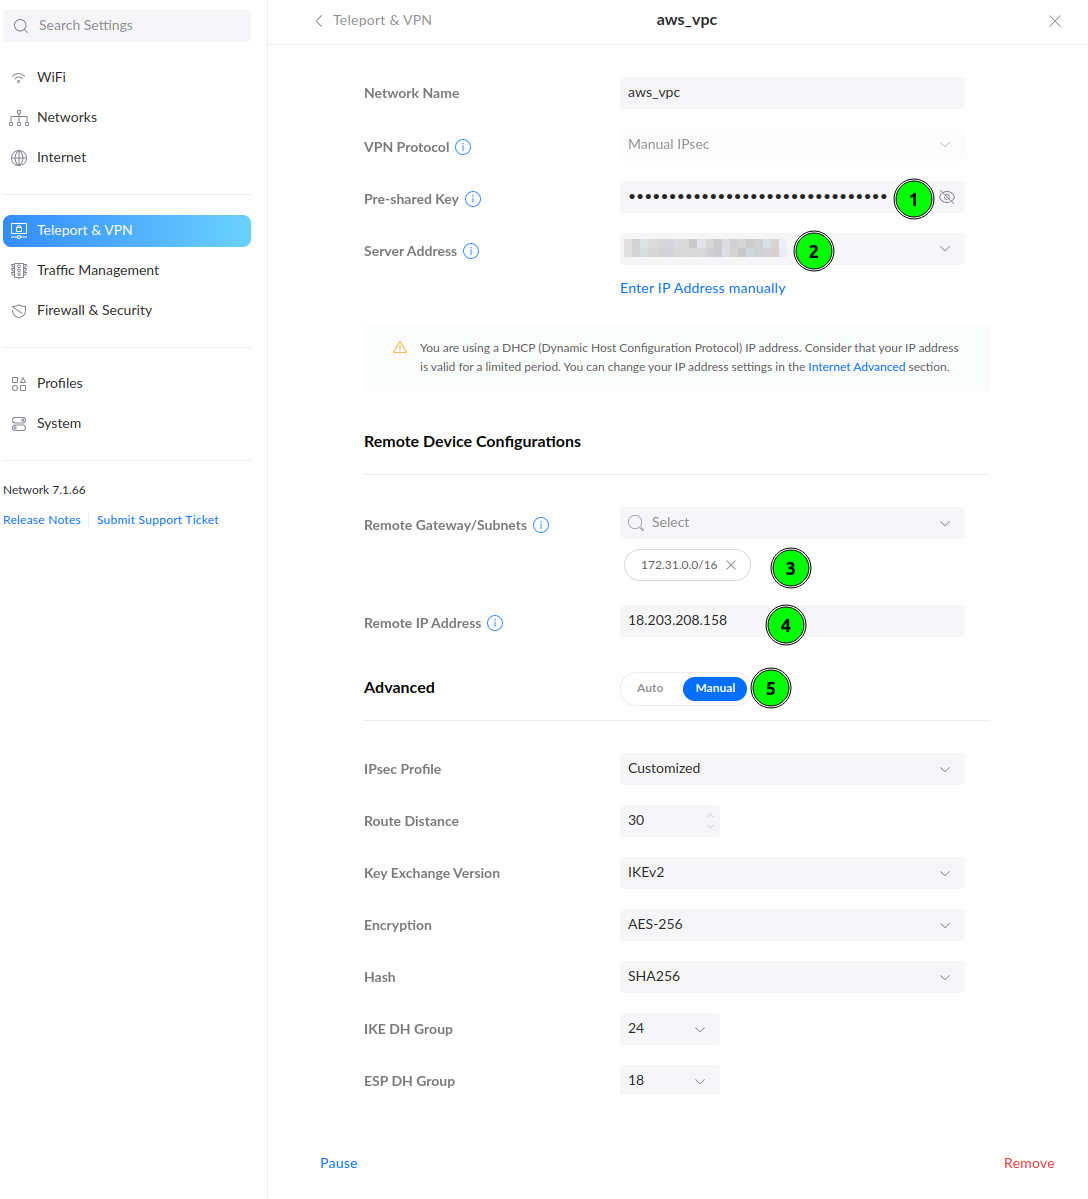 Search Settings
WiFi
Networks
Internet
Teleport & VPN
Traffic Management
Firewall & Security
Profiles
System
Network 7.1.66
Release Notes Submit Support Ticket
Teleport & VPN
aws_vpc
Network Name aws_vpc
VPN Protocol Manual IPsec
Pre-shared Key ●●●●●●●●●●●●●●●●●●●●●●●●●●●●●●●● 1
Server Address 2
Enter IP Address manually
You are using a DHCP (Dynamic Host Configuration Protocol) IP address. Consider that your IP address
is valid for a limited period. You can change your IP address settings in the Internet Advanced section.
Remote Device Configurations
Remote Gateway/Subnets Select
172.31.0.0/16 3
Remote IP Address 18.203.208.158 4
Advanced Auto Manual 5
IPsec Profile Customized
Route Distance 30
Key Exchange Version IKEv2
Encryption AES-256
Hash SHA256
IKE DH Group 24
ESP DH Group 18
Pause Remove